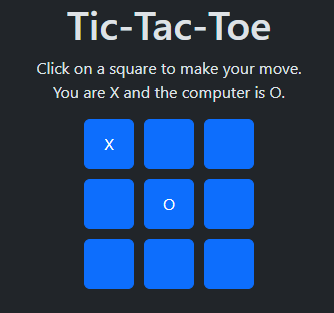 Tic-Tac-Toe
Click on a square to make your move.
You are X and the computer is O.
X
O